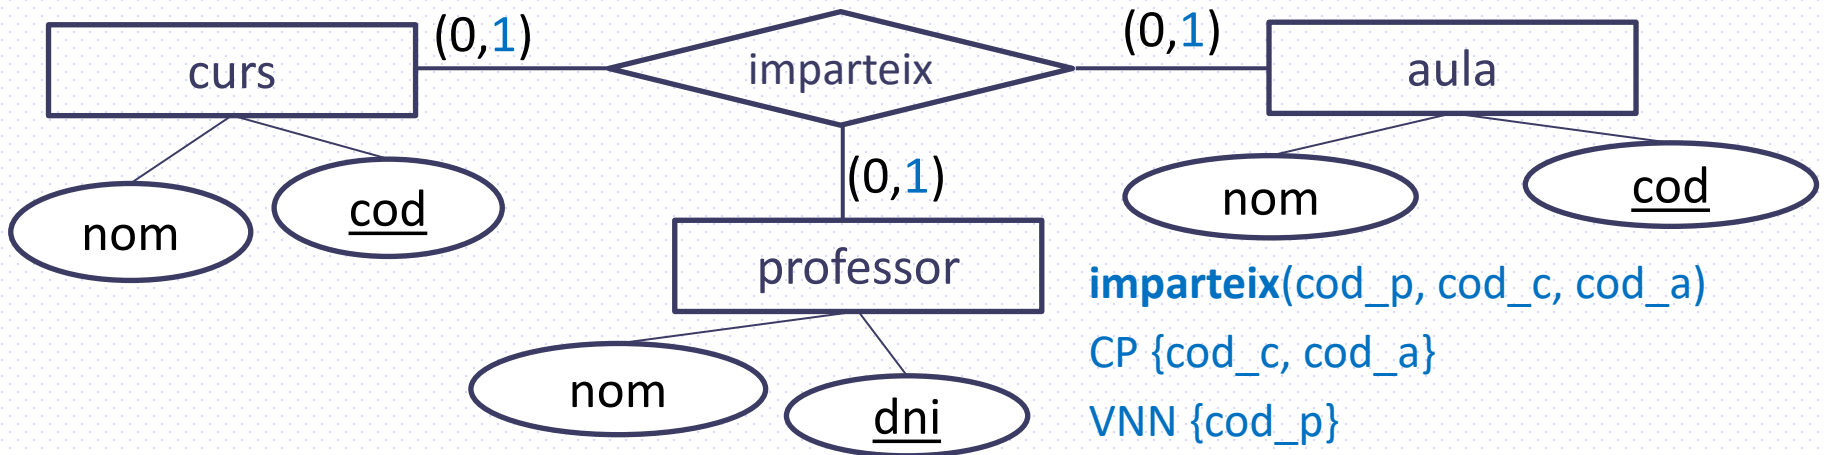 (0,1)
(0,1)
curs
imparteix
aula
(0,1)
nom
cod
nom
cod
professor
imparteix(cod_p, cod_c, cod_a)
CP {cod_c, cod_a}
nom
dni
VNN {cod_p}